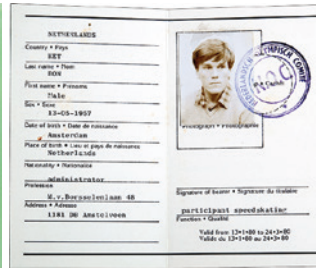 NETHERLANDS
Country • Pays
NET
Last name • Nom
First name • Prénoms
Male
Sex • Sexe
13-05-1957
Date of birth • Date de naissance
Amsterdam
Place of birth • Lieu et pays de naissance
Netherlands
Nationality • Nationalité
administrator
Profession
M.v.Borsselenlaan 48
Address • Adresse
1181 DG Amstelveen
Photograph • Photographie
N.O.C.
Signature of bearer • Signature du titulaire
participant speedskating
Function • Qualité
Valid from 13•1•80 to 24•3•80
Valide du 13•1•80 au 24•3•80